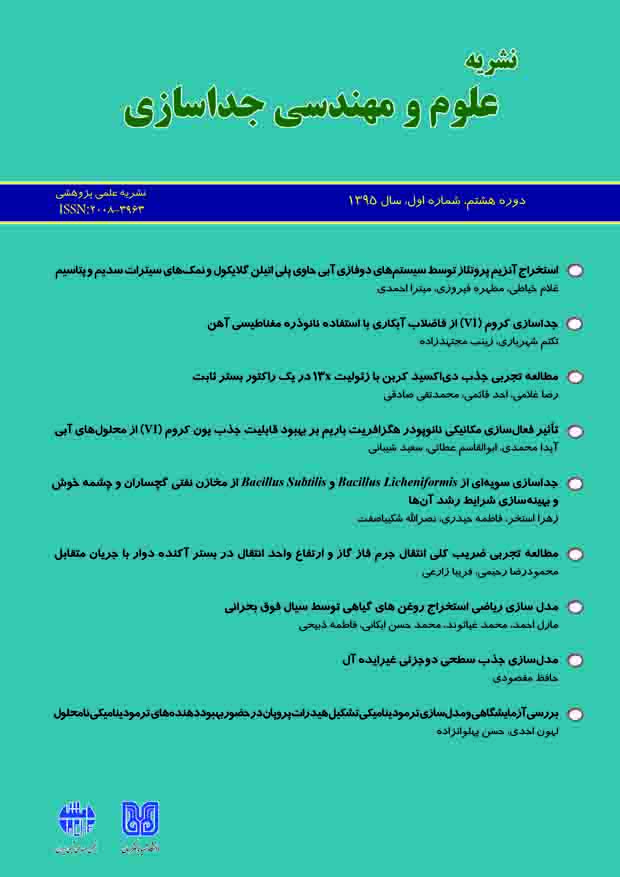 نشریه
علوم و مهندسی جداسازی
دوره هشتم، شماره اول، سال ۱۳۹۵
نشریه علمی پژوهشی
ISSN:۲۰۰۸-۳۹۶۳
استخراج آنزیم پروتئاز توسط سیستم‌های دوفازی آبی حاوی پلی اتیلن گلایکول و نمک‌های سیترات سدیم و پتاسیم
غلام خیاطی، مطهره فیروزی، میترا احمدی
جداسازی کروم (VI) از فاضلاب آبکاری با استفاده نانوذره مغناطیسی آهن
تکتم شهریاری، زینب مجتهدزاده
مطالعه تجربی جذب دی‌اکسید کربن با زئولیت ۱۳x در یک راکتور بستر ثابت
رضا غلامی، احد قائمی، محمدتقی صادقی
تأثیر فعال‌سازی مکانیکی نانوپودر هگزافریت باریم بر بهبود قابلیت جذب یون کروم (VI) از محلول‌های آبی
آیدا محمدی، ابوالقاسم عطائی، سعید شیبانی
جداسازی سویه‌ای از Bacillus Licheniformis و Bacillus Subtilis از مخازن نفتی گچساران و چشمه خوش
و بهینه‌سازی شرایط رشد آن‌ها
زهرا استخر، فاطمه حیدری، نصرالله شکیباصفت
مطالعه تجربی ضریب کلی انتقال جرم فاز گاز و ارتفاع واحد انتقال در بستر آکنده دوار با جریان متقابل
محمودرضا رحیمی، فریبا زارعی
مدل سازی ریاضی استخراج روغن های گیاهی توسط سیال فوق بحرانی
مازل احمد، محمد غیاثوند، محمد حسن ایکانی، فاطمه ذبیحی
مدل‌سازی جذب سطحی دوجزئی غیرایده آل
حافظ مقصودی
بررسی آزمایشگاهی و مدل سازی ترمودینامیکی تشکیل هیدرات پروپان در حضور بهبوددهنده‌های ترمودینامیکی نامحلول
لهون احدی، حسن پهلوانزاده